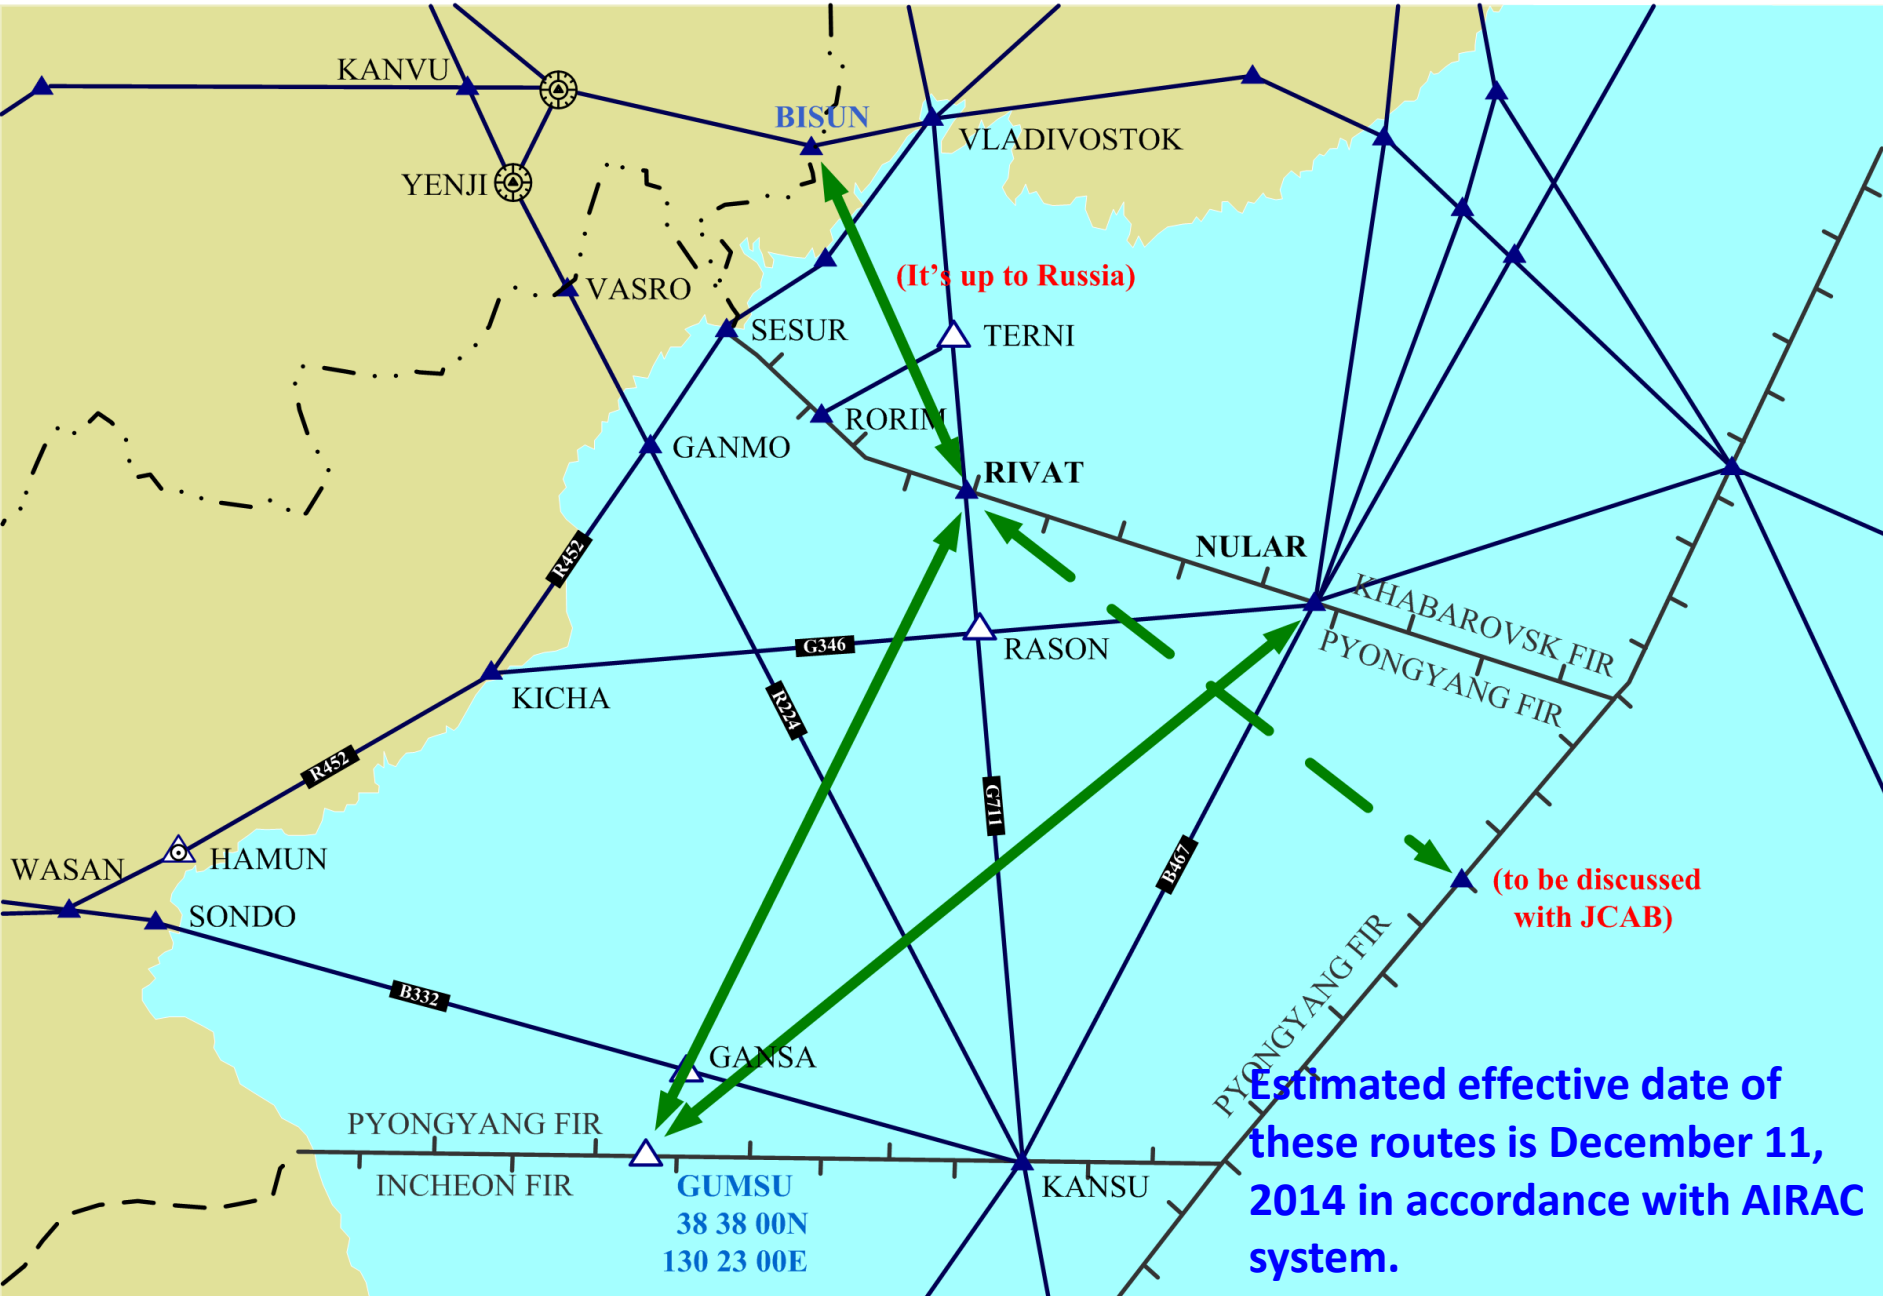 KANVU
BISUN
VLADIVOSTOK
YENJI
(It's up to Russia)
VASRO
SESUR
TERNI
RORIM
GANMO
RIVAT
R452
NULAR
KHABAROVSK FIR
PYONGYANG FIR
G346
RASON
KICHA
R224
R452
G711
B467
WASAN
HAMUN
SONDO
(to be discussed
with JCAB)
B332
PYONGYANG FIR
GANSA
PYONGYANG FIR
INCHEON FIR
GUMSU
38 38 00N
130 23 00E
KANSU
Estimated effective date of
these routes is December 11,
2014 in accordance with AIRAC
system.